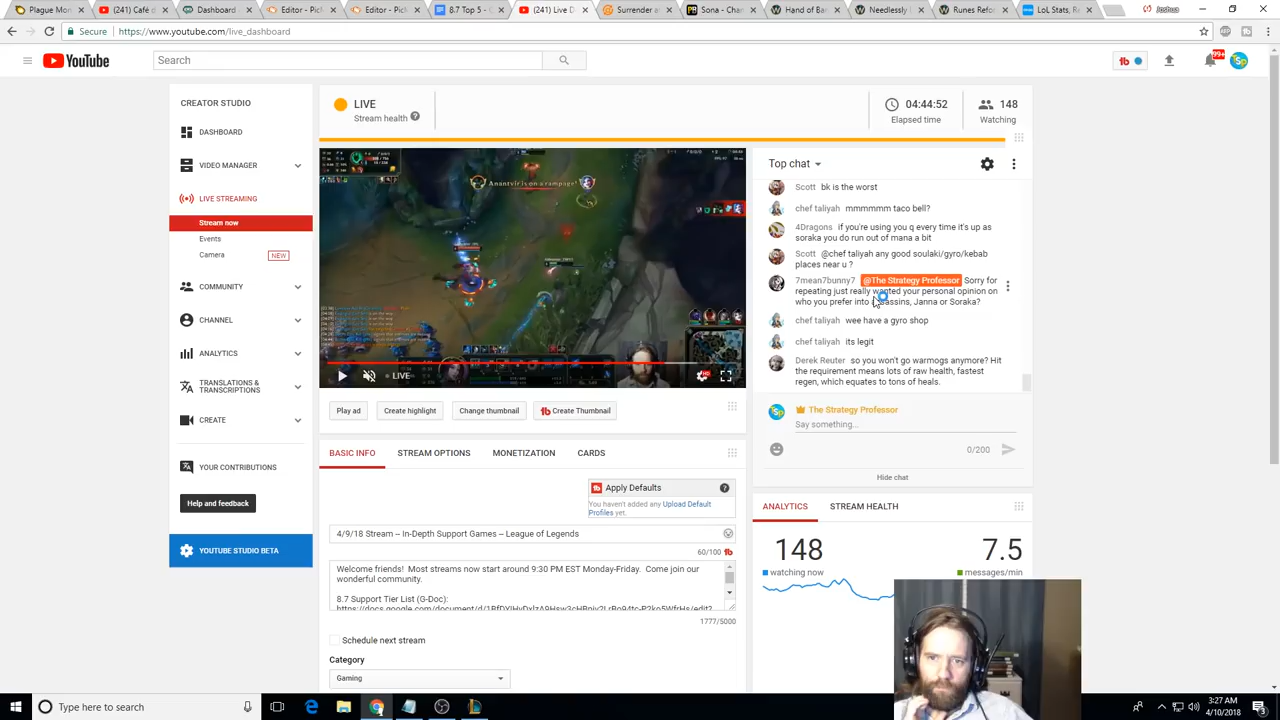 Plague Mon
(241) Café d
Dashboard
Editor - Picl
Editor - Picl
8.7 Top 5 -
(241) Live D
Surrender a
Sona - Cha
Hand of Ba
Needlessly
Runes Refo
LoL Stats, R
Joshua
Secure
https://www.youtube.com/live_dashboard
YouTube
Search
99+
CREATOR STUDIO
DASHBOARD
VIDEO MANAGER
LIVE STREAMING
Stream now
Events
Camera
NEW
COMMUNITY
CHANNEL
ANALYTICS
TRANSLATIONS &
TRANSCRIPTIONS
CREATE
YOUR CONTRIBUTIONS
Help and feedback
YOUTUBE STUDIO BETA
LIVE
Stream health
04:44:52
Elapsed time
148
Watching
LIVE
Play ad
Create highlight
Change thumbnail
Create Thumbnail
BASIC INFO
STREAM OPTIONS
MONETIZATION
CARDS
Apply Defaults
You haven't added any Upload Default
Profiles yet.
4/9/18 Stream -- In-Depth Support Games -- League of Legends
60/100
Welcome friends! Most streams now start around 9:30 PM EST Monday-Friday. Come join our
wonderful community.
8.7 Support Tier List (G-Doc):
1777/5000
Schedule next stream
Category
Gaming
Top chat
Scott bk is the worst
chef taliyah mmmmmm taco bell?
4Dragons if you're using you q every time it's up as
soraka you do run out of mana a bit
Scott @chef taliyah any good soulaki/gyro/kebab
places near u ?
7mean7bunny7 @The Strategy Professor Sorry for
repeating just really wanted your personal opinion on
who you prefer into assassins, Janna or Soraka?
chef taliyah wee have a gyro shop
chef taliyah its legit
Derek Reuter so you won't go warmogs anymore? Hit
the requirement means lots of raw health, fastest
regen, which equates to tons of heals.
The Strategy Professor
Say something...
0/200
Hide chat
ANALYTICS
STREAM HEALTH
148
watching now
7.5
messages/min
Type here to search
3:27 AM
4/10/2018